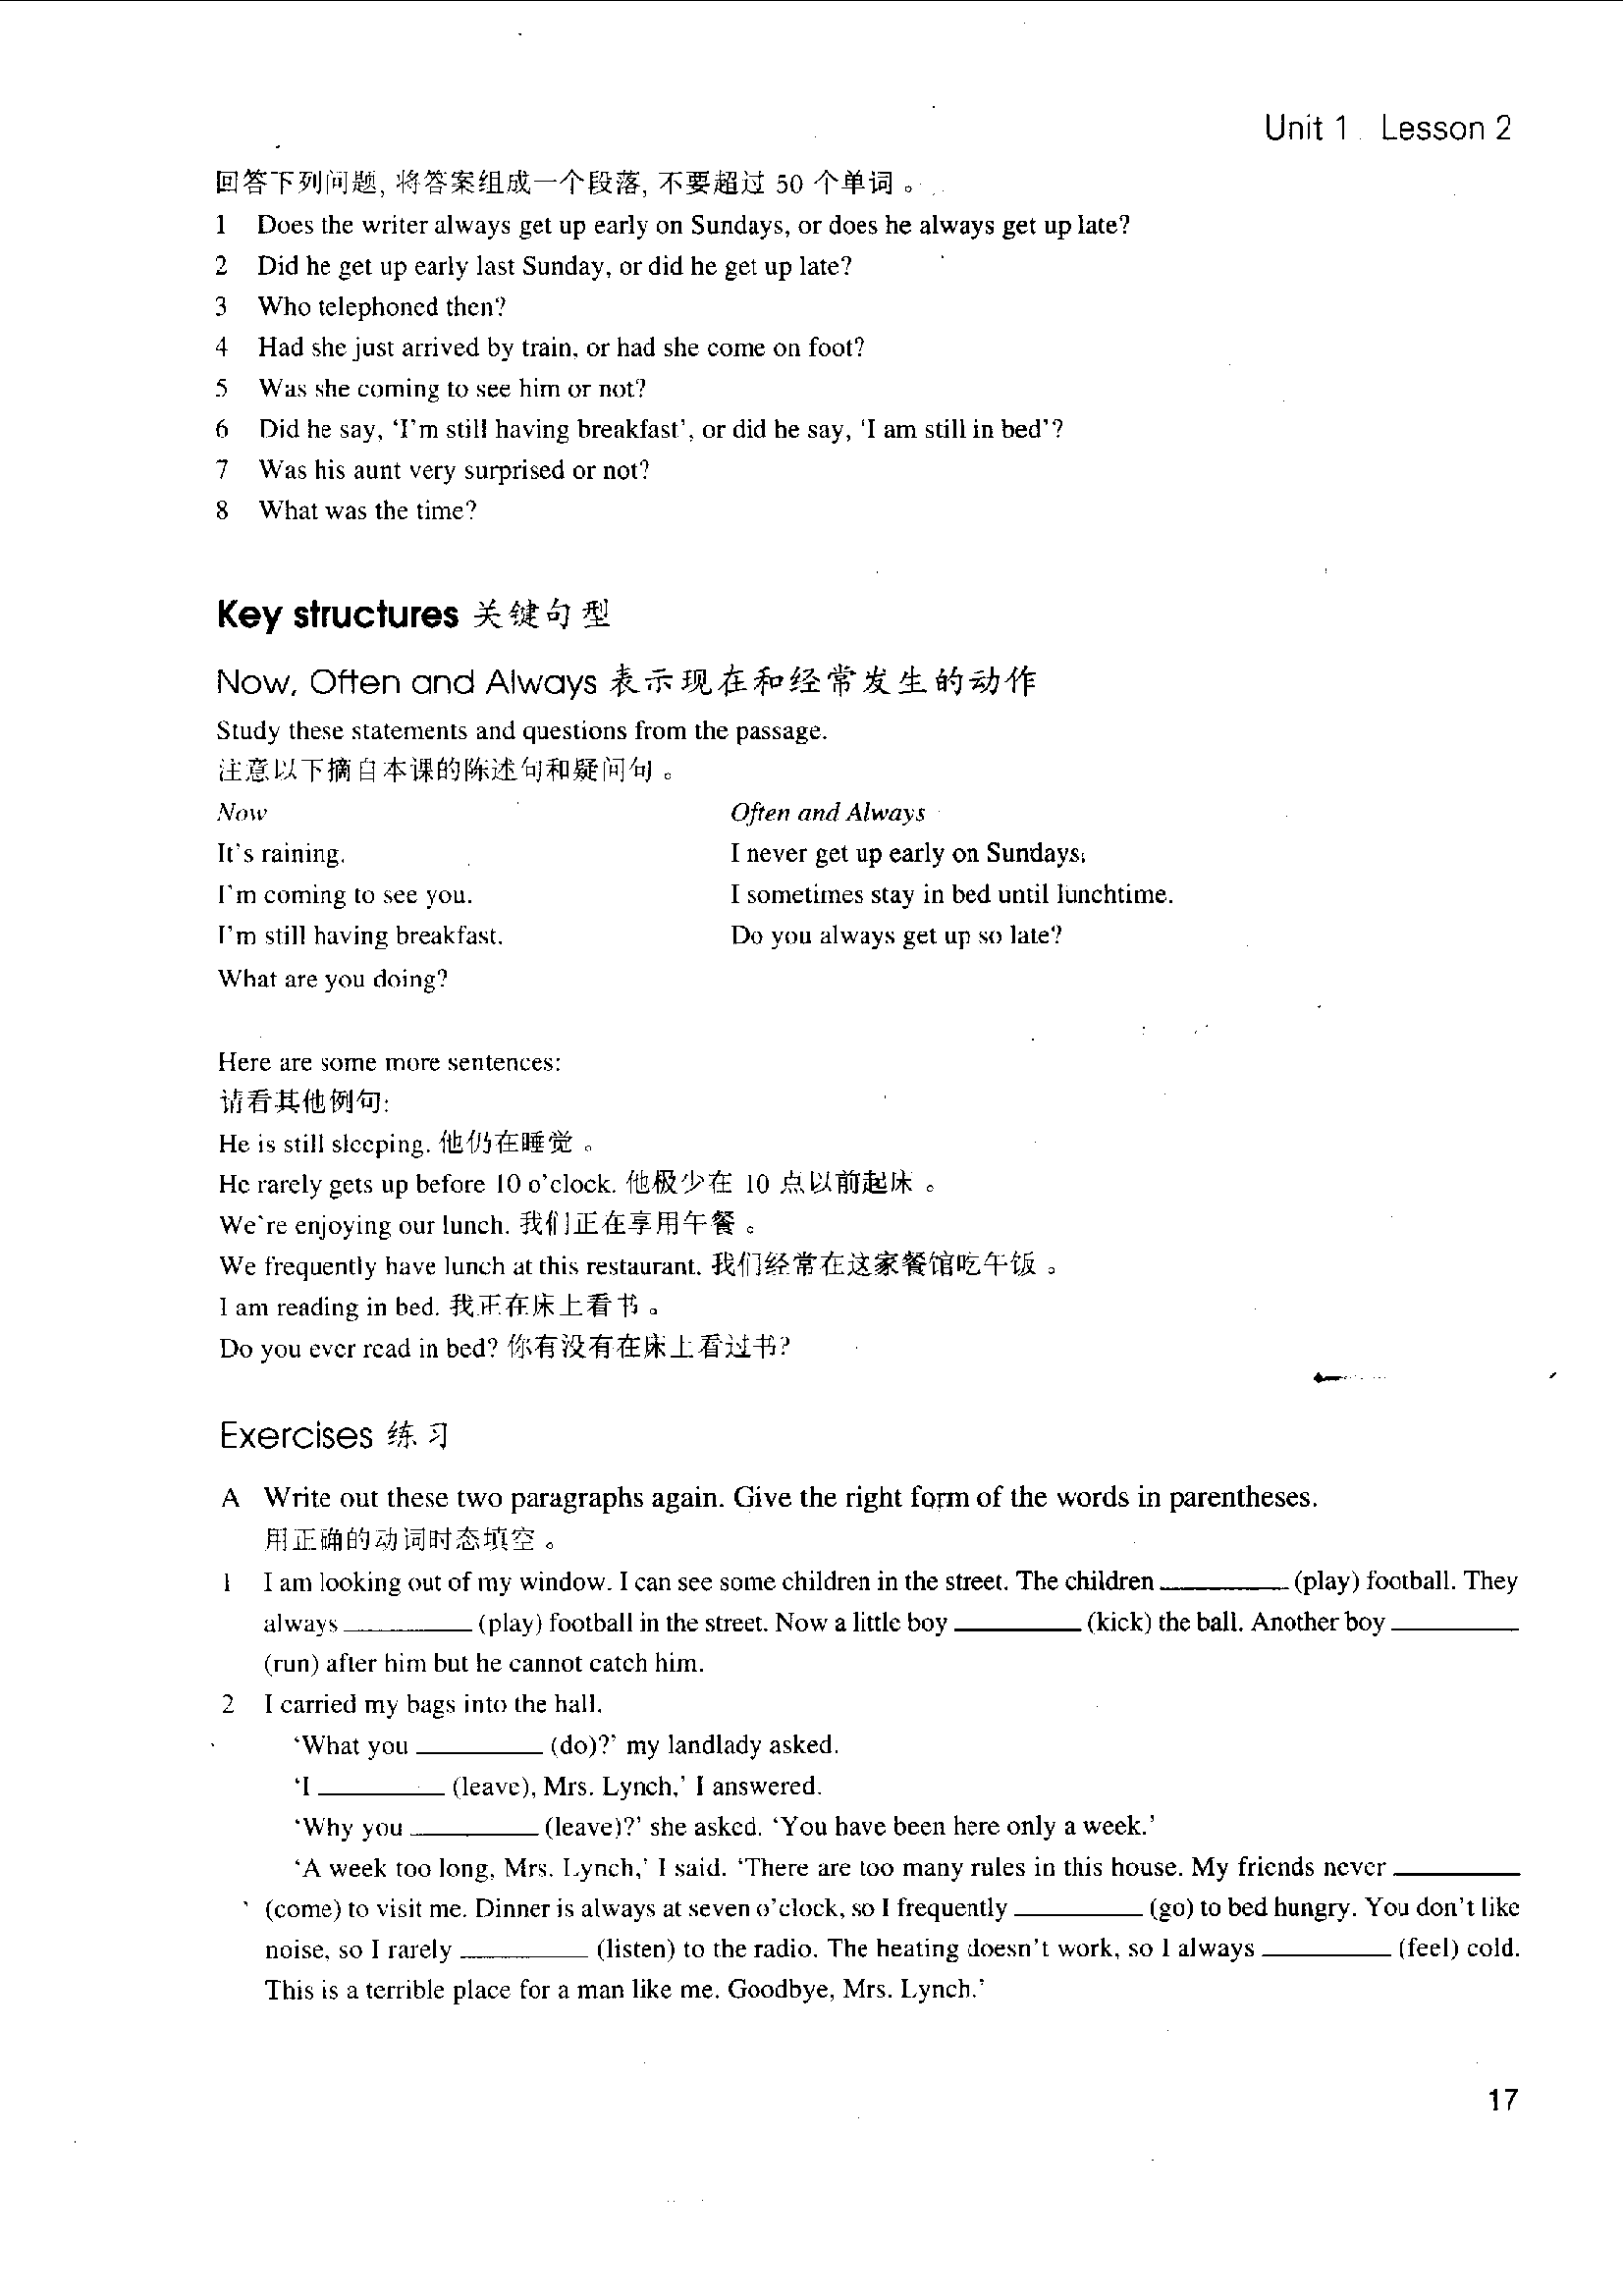 Unit 1 Lesson 2
回答下列问题, 将答案组成一个段落, 不要超过 50 个单词。
1 Does the writer always get up early on Sundays, or does he always get up late?
2 Did he get up early last Sunday, or did he get up late?
3 Who telephoned then?
4 Had she just arrived by train, or had she come on foot?
5 Was she coming to see him or not?
6 Did he say, ‘I'm still having breakfast’, or did he say, ‘I am still in bed’?
7 Was his aunt very surprised or not?
8 What was the time?
Key structures 关键句型
Now, Often and Always 表示现在和经常发生的动作
Study these statements and questions from the passage.
注意以下摘自本课的陈述句和疑问句。
Now Often and Always
It's raining. I never get up early on Sundays.
I'm coming to see you. I sometimes stay in bed until lunchtime.
I'm still having breakfast. Do you always get up so late?
What are you doing?
Here are some more sentences:
请看其他例句:
He is still sleeping. 他仍在睡觉。
He rarely gets up before 10 o'clock. 他极少在 10 点以前起床。
We're enjoying our lunch. 我们正在享用午餐。
We frequently have lunch at this restaurant. 我们经常在这家餐馆吃午饭。
I am reading in bed. 我正在床上看书。
Do you ever read in bed? 你有没有在床上看过书?
Exercises 练习
A Write out these two paragraphs again. Give the right form of the words in parentheses.
用正确的动词时态填空。
1 I am looking out of my window. I can see some children in the street. The children ________ (play) football. They
always ________ (play) football in the street. Now a little boy ________ (kick) the ball. Another boy ________
(run) after him but he cannot catch him.
2 I carried my bags into the hall.
‘What you ________ (do)?’ my landlady asked.
‘I ________ (leave), Mrs. Lynch,’ I answered.
‘Why you ________ (leave)?’ she asked. ‘You have been here only a week.’
‘A week too long, Mrs. Lynch,’ I said. ‘There are too many rules in this house. My friends never ________
(come) to visit me. Dinner is always at seven o'clock, so I frequently ________ (go) to bed hungry. You don't like
noise, so I rarely ________ (listen) to the radio. The heating doesn't work, so I always ________ (feel) cold.
This is a terrible place for a man like me. Goodbye, Mrs. Lynch.’
17